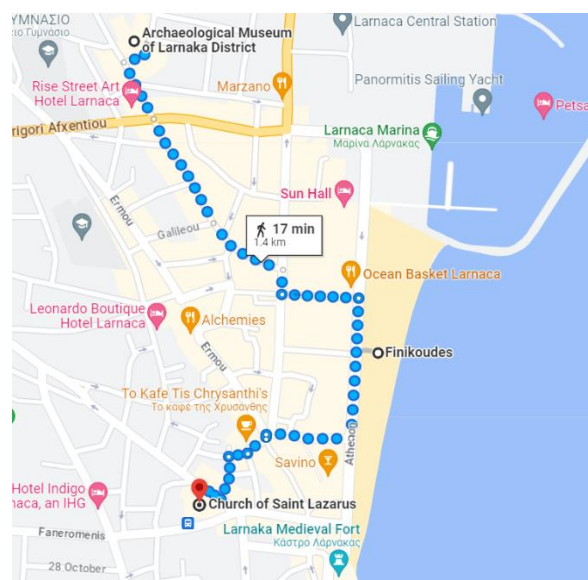 ΥΜΝΑΣΙΟ
ο Γυμνάσιο
Archaeological Museum
of Larnaka District
Larnaca Central
Station
Rise Street Art
Hotel Larnaca
Marzano
Panormitis Sailing Yacht
Petsa
rigori Afxentiou
Larnaca Marina
Μαρίνα Λάρνακας
Ermou
Sun Hall
Galileou
17 min
1.4 km
Ocean Basket Larnaca
Leonardo Boutique
Hotel Larnaca
Alchemies
Finikoudes
Ermou
To Kafe Tis Chrysanthi's
Το καφέ της Χρυσάνθης
Athenon
Savino
Hotel Indigo
naca, an IHG
Church of Saint Lazarus
Faneromenis
Larnaka Medieval Fort
Κάστρο Λάρνακας
28 October